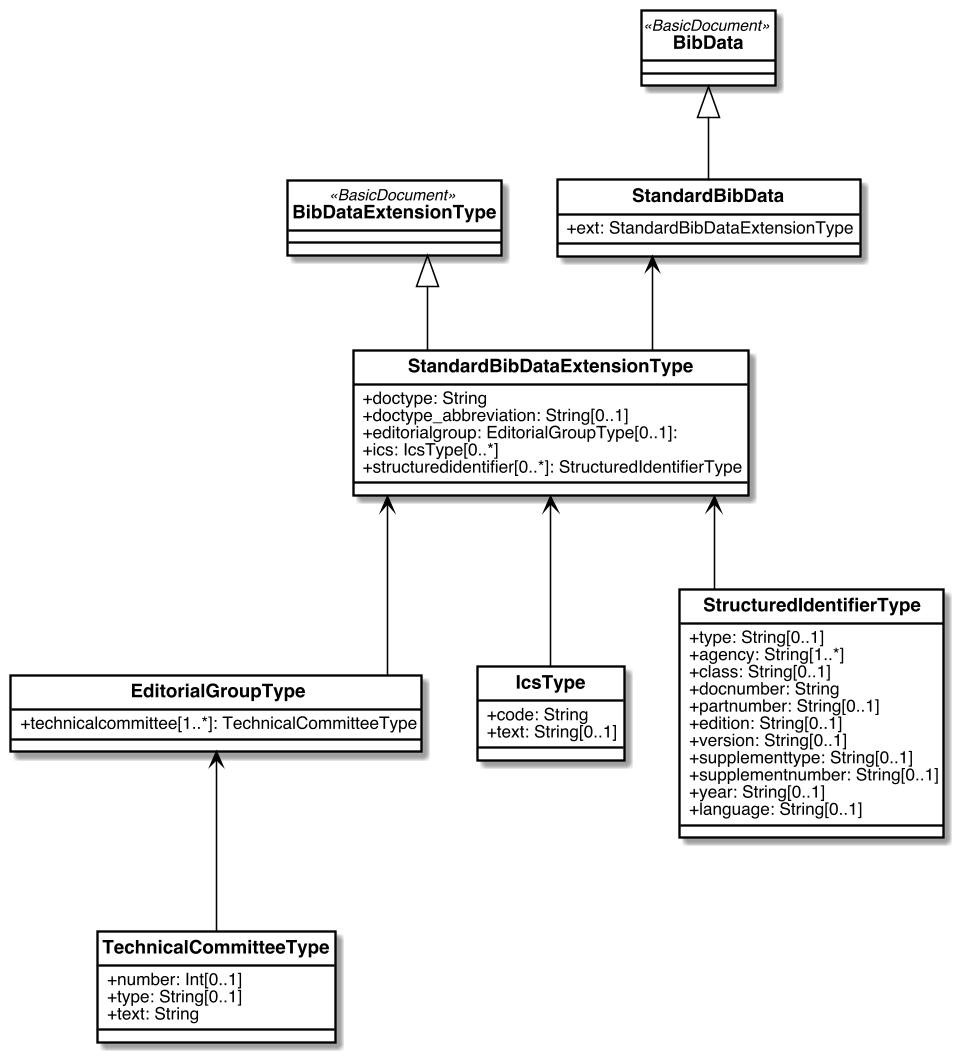 «BasicDocument»
BibData
«BasicDocument»
BibDataExtensionType
StandardBibData
+ext: StandardBibDataExtensionType
StandardBibDataExtensionType
+doctype: String
+doctype_abbreviation: String[0..1]
+editorialgroup: EditorialGroupType[0..1]:
+ics: IcsType[0..*]
+structuredidentifier[0..*]: StructuredIdentifierType
StructuredIdentifierType
+type: String[0..1]
+agency: String[1..*]
+class: String[0..1]
+docnumber: String
+partnumber: String[0..1]
+edition: String[0..1]
+version: String[0..1]
+supplementtype: String[0..1]
+supplementnumber: String[0..1]
+year: String[0..1]
+language: String[0..1]
EditorialGroupType
+technicalcommittee[1..*]: TechnicalCommitteeType
IcsType
+code: String
+text: String[0..1]
TechnicalCommitteeType
+number: Int[0..1]
+type: String[0..1]
+text: String